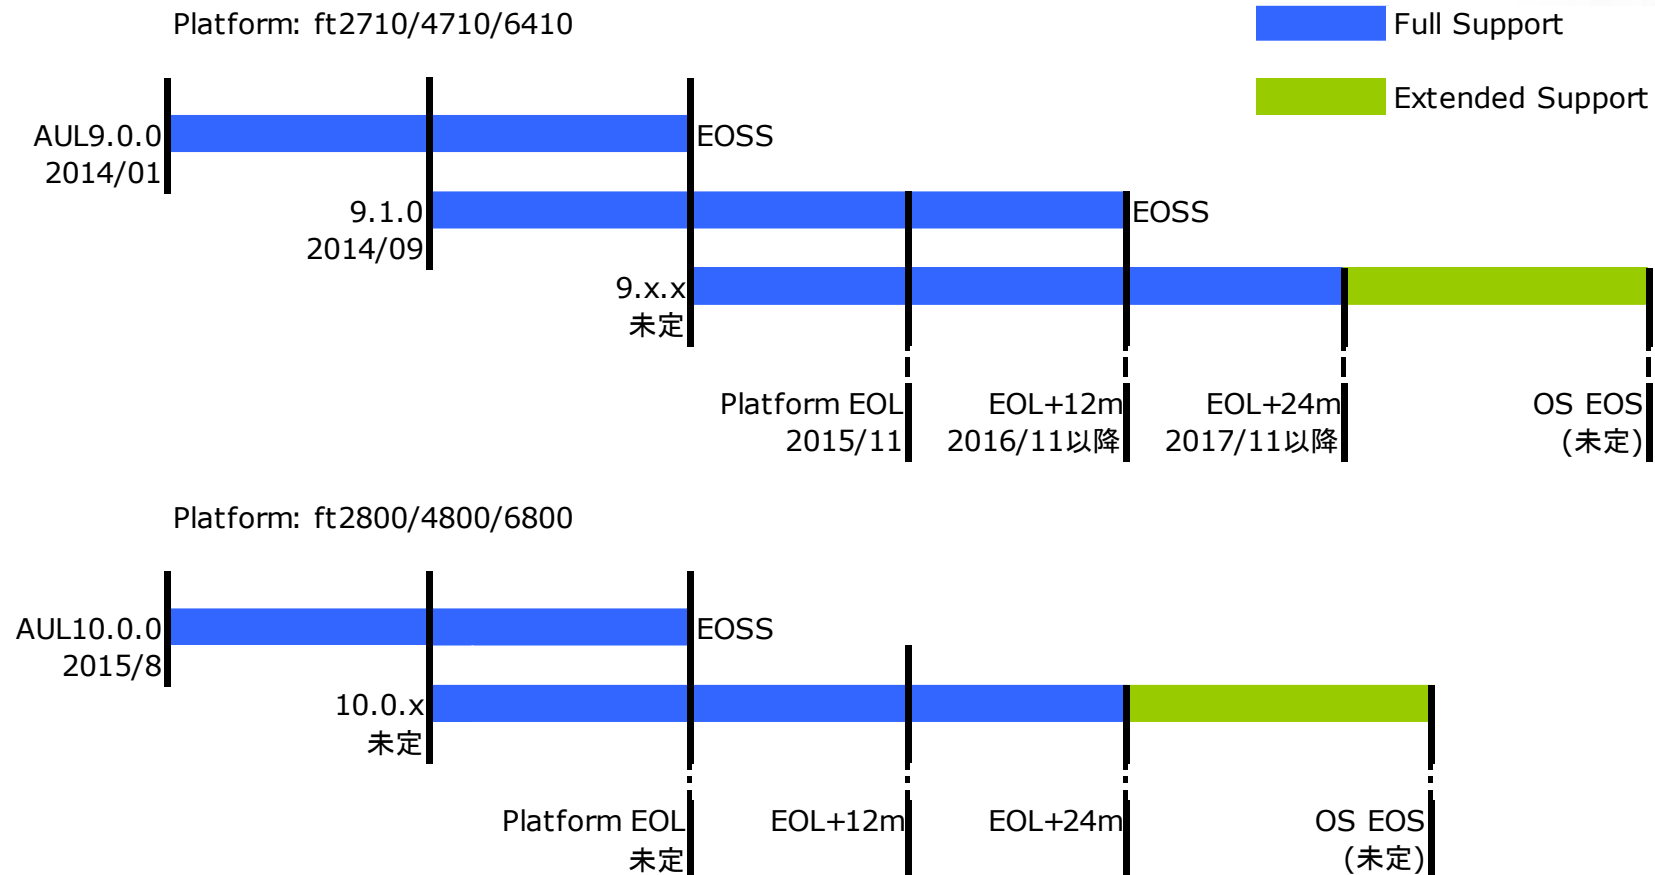 Platform: ft2710/4710/6410
Full Support
Extended Support
AUL9.0.0
2014/01
EOSS
9.1.0
2014/09
EOSS
9.x.x
未定
Platform EOL
2015/11
EOL+12m
2016/11以降
EOL+24m
2017/11以降
OS EOS
(未定)
Platform: ft2800/4800/6800
AUL10.0.0
2015/8
EOSS
10.0.x
未定
Platform EOL
未定
EOL+12m
EOL+24m
OS EOS
(未定)